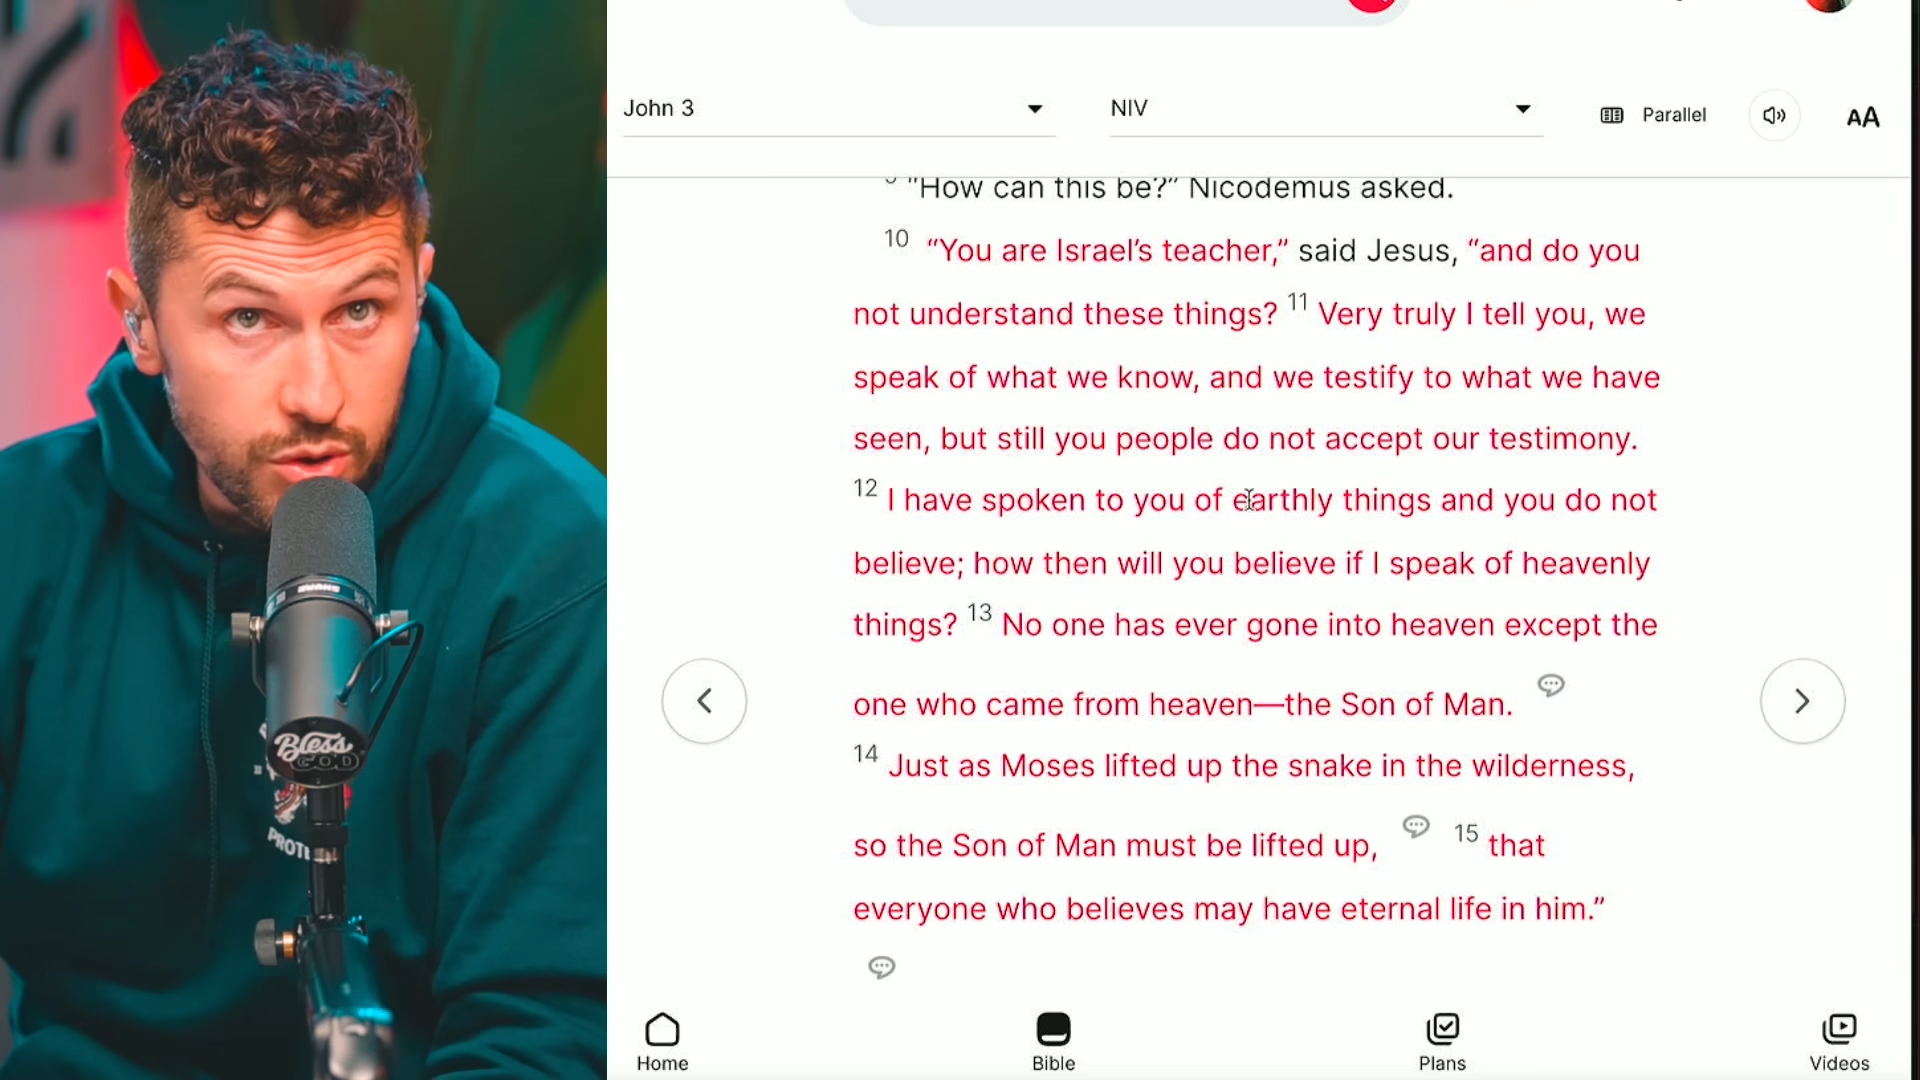 John 3
NIV
Parallel
AA
"How can this be?" Nicodemus asked.
10 “You are Israel’s teacher,” said Jesus, “and do you
not understand these things? 11 Very truly I tell you, we
speak of what we know, and we testify to what we have
seen, but still you people do not accept our testimony.
12 I have spoken to you of earthly things and you do not
believe; how then will you believe if I speak of heavenly
things? 13 No one has ever gone into heaven except the
one who came from heaven—the Son of Man.
14 Just as Moses lifted up the snake in the wilderness,
so the Son of Man must be lifted up, 15 that
everyone who believes may have eternal life in him.”
Home
Bible
Plans
Videos
Bless
GOD